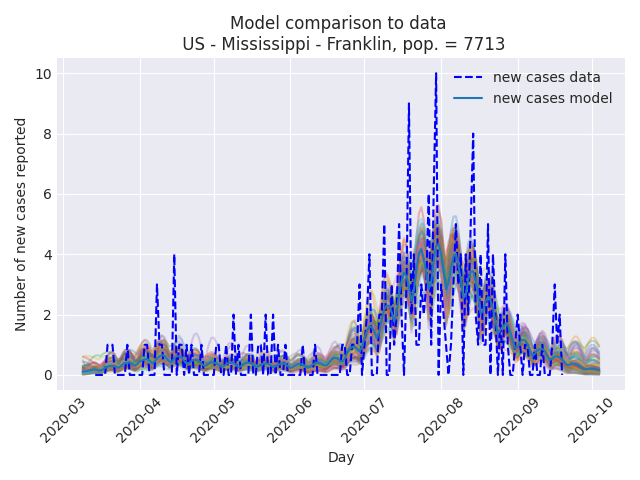 Model comparison to data
US - Mississippi - Franklin, pop. = 7713
new cases data
new cases model
Number of new cases reported
10
8
6
4
2
0
2020-03
2020-04
2020-05
2020-06
2020-07
2020-08
2020-09
2020-10
Day